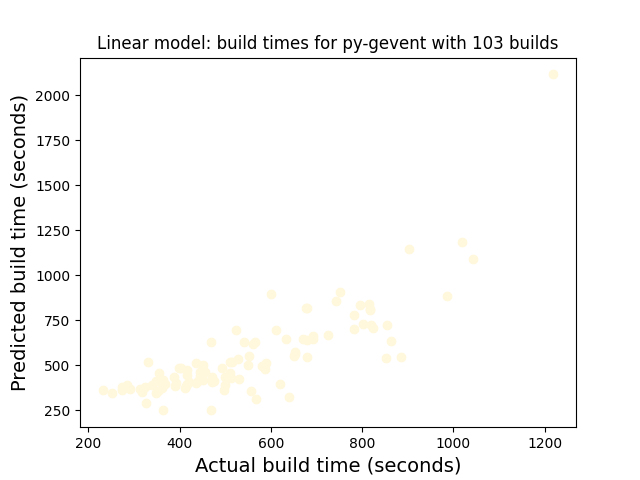 Linear model: build times for py-gevent with 103 builds
2000
1750
1500
1250
1000
750
500
250
Predicted build time (seconds)
200 400 600 800 1000 1200
Actual build time (seconds)